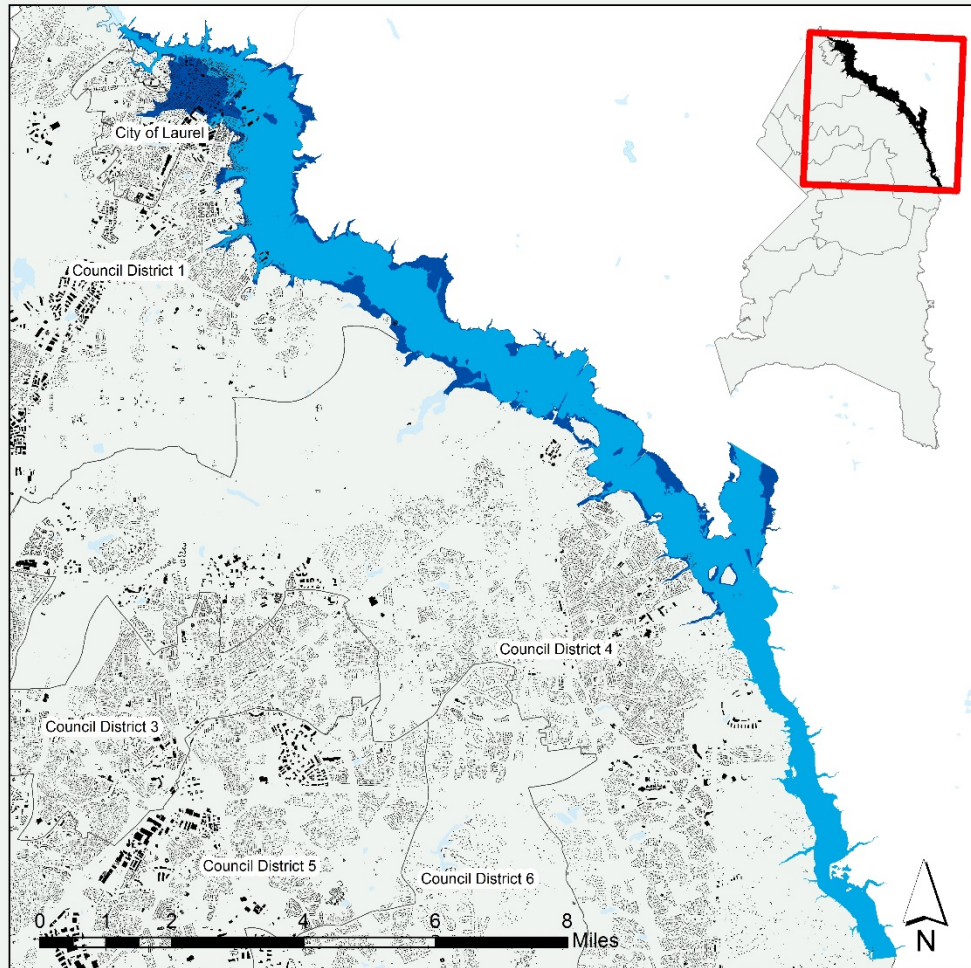 City of Laurel
Council District 1
Council District 4
Council District 3
Council District 5
Council District 6
0 2 4 6 8
Miles
N